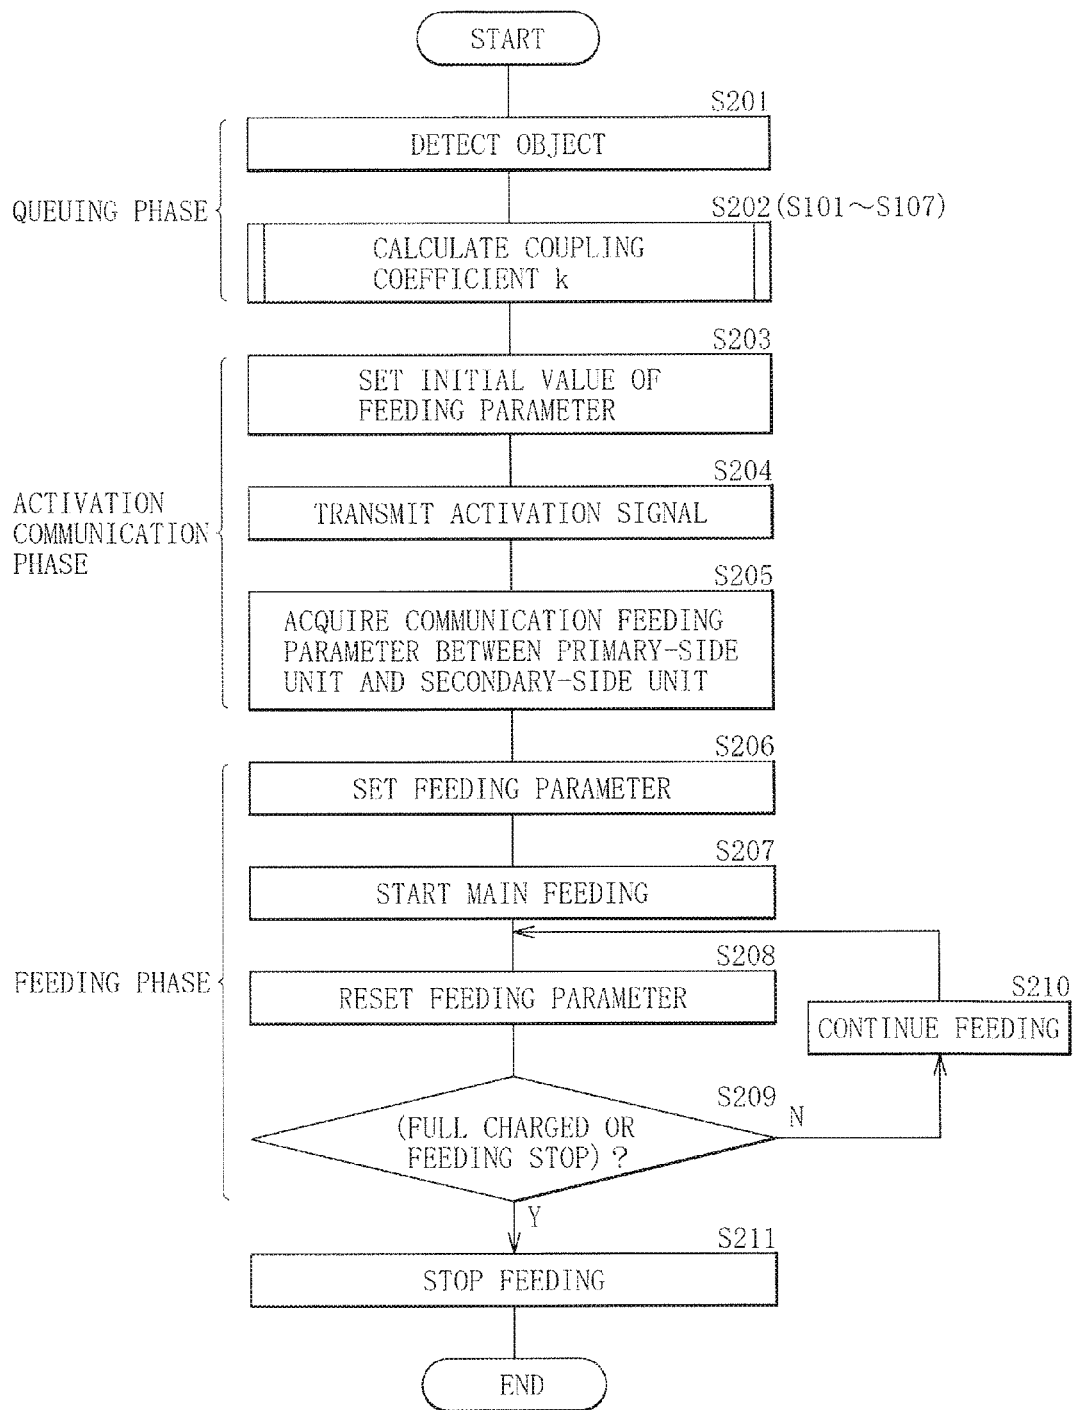 START
S201
DETECT OBJECT
QUEUING PHASE
S202(S101～S107)
CALCULATE COUPLING
COEFFICIENT k
S203
SET INITIAL VALUE OF
FEEDING PARAMETER
S204
TRANSMIT ACTIVATION SIGNAL
ACTIVATION
COMMUNICATION
PHASE
S205
ACQUIRE COMMUNICATION FEEDING
PARAMETER BETWEEN PRIMARY-SIDE
UNIT AND SECONDARY-SIDE UNIT
S206
SET FEEDING PARAMETER
S207
START MAIN FEEDING
FEEDING PHASE
S208
RESET FEEDING PARAMETER
S210
CONTINUE FEEDING
S209
N
(FULL CHARGED OR
FEEDING STOP)?
Y
S211
STOP FEEDING
END